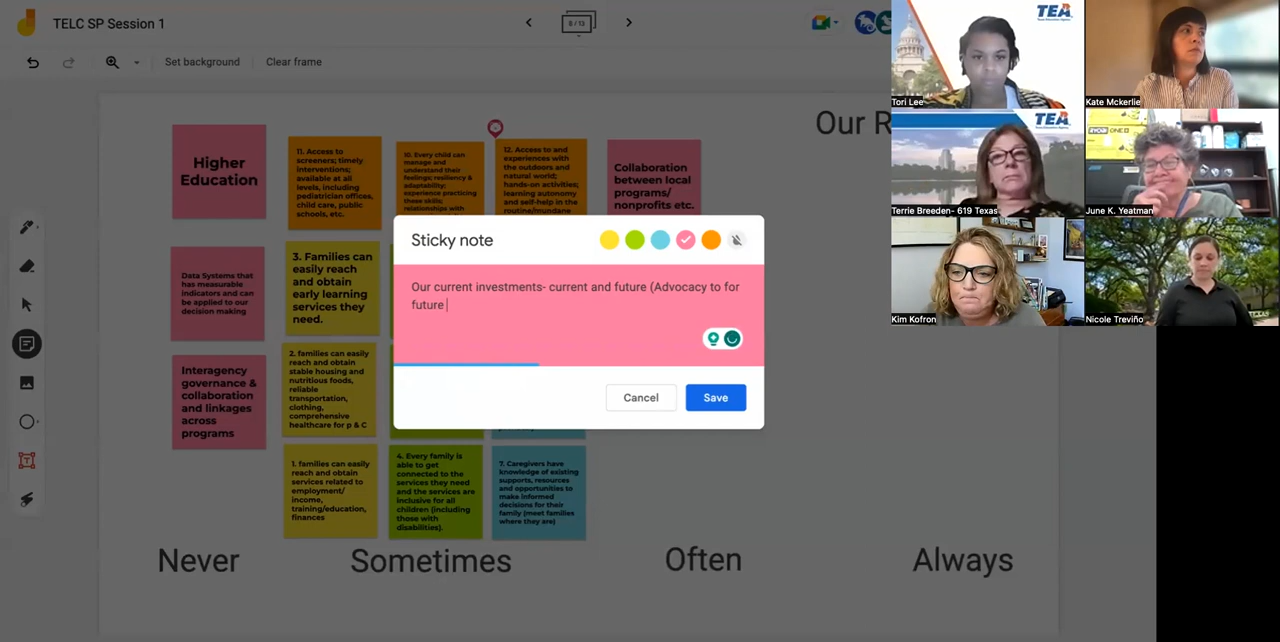 TELC SP Session 1
8 / 13
Set background
Clear frame
Our R
Higher
Education
11. Access to
screeners; timely
interventions;
available at all
levels, including
pediatrician offices,
child care, public
schools, etc.
10. Every child can
manage and
understand their
feelings; resiliency &
adaptability;
experience practicing
those skills;
relationships with
12. Access to and
experiences with
the outdoors and
natural world;
hands-on activities;
learning autonomy
and self-help in the
routine/mundane
Collaboration
between local
programs/
nonprofits etc.
Data Systems that
has measurable
indicators and can
be applied to our
decision making
3. Families can
easily reach
and obtain
early learning
services they
need.
Interagency
governance &
collaboration
and linkages
across
programs
2. families can easily
reach and obtain
stable housing and
nutritious foods,
reliable
transportation,
clothing,
comprehensive
healthcare for p & C
1. families can easily
reach and obtain
services related to
employment/
income,
training/education,
finances
4. Every family is
able to get
connected to the
services they need
and the services are
inclusive for all
children (including
those with
disabilities).
7. Caregivers have
knowledge of existing
supports, resources
and opportunities to
make informed
decisions for their
family (meet families
where they are)
Sticky note
Our current investments- current and future (Advocacy to for
future
Cancel
Save
Never
Sometimes
Often
Always
TEA
Tori Lee
Kate Mckerlie
TEA
Terrie Breeden- 619 Texas
RYOBI ONE+
June K. Yeatman
Kim Kofron
Nicole Treviño